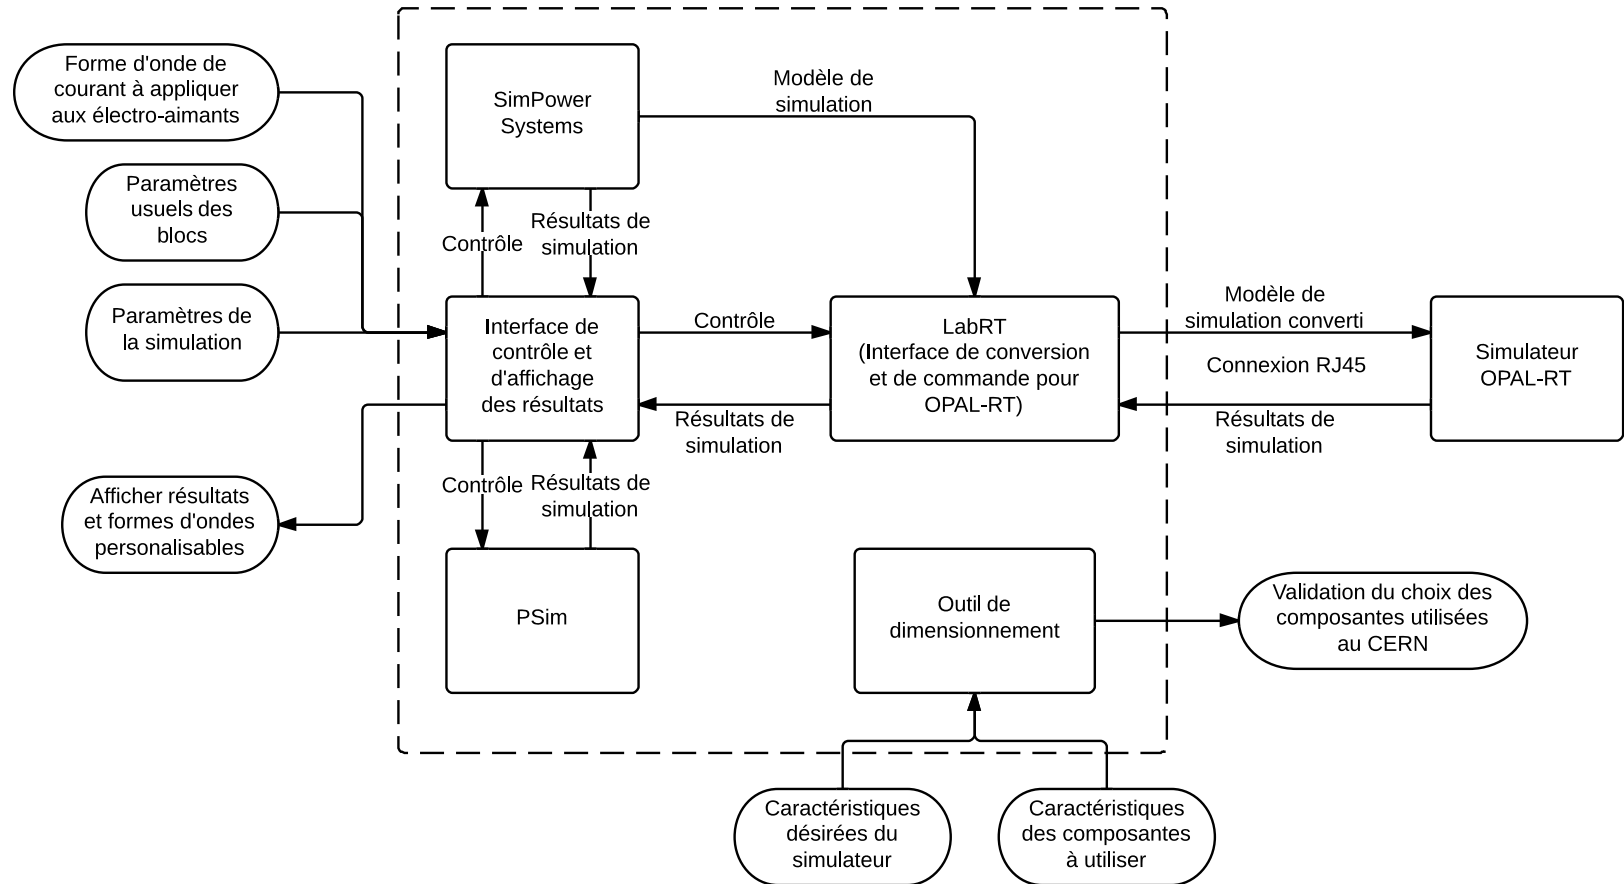 Forme d'onde de
courant à appliquer
aux électro-aimants
Paramètres
usuels des
blocs
Paramètres de
la simulation
Afficher résultats
et formes d'ondes
personalisables
SimPower
Systems
Modèle de
simulation
Contrôle
Résultats de
simulation
Interface de
contrôle et
d'affichage
des résultats
Contrôle
Résultats de
simulation
LabRT
(Interface de conversion
et de commande pour
OPAL-RT)
Modèle de
simulation converti
Connexion RJ45
Résultats de
simulation
Simulateur
OPAL-RT
Contrôle
Résultats de
simulation
PSim
Outil de
dimensionnement
Validation du choix des
composantes utilisées
au CERN
Caractéristiques
désirées du
simulateur
Caractéristiques
des composantes
à utiliser